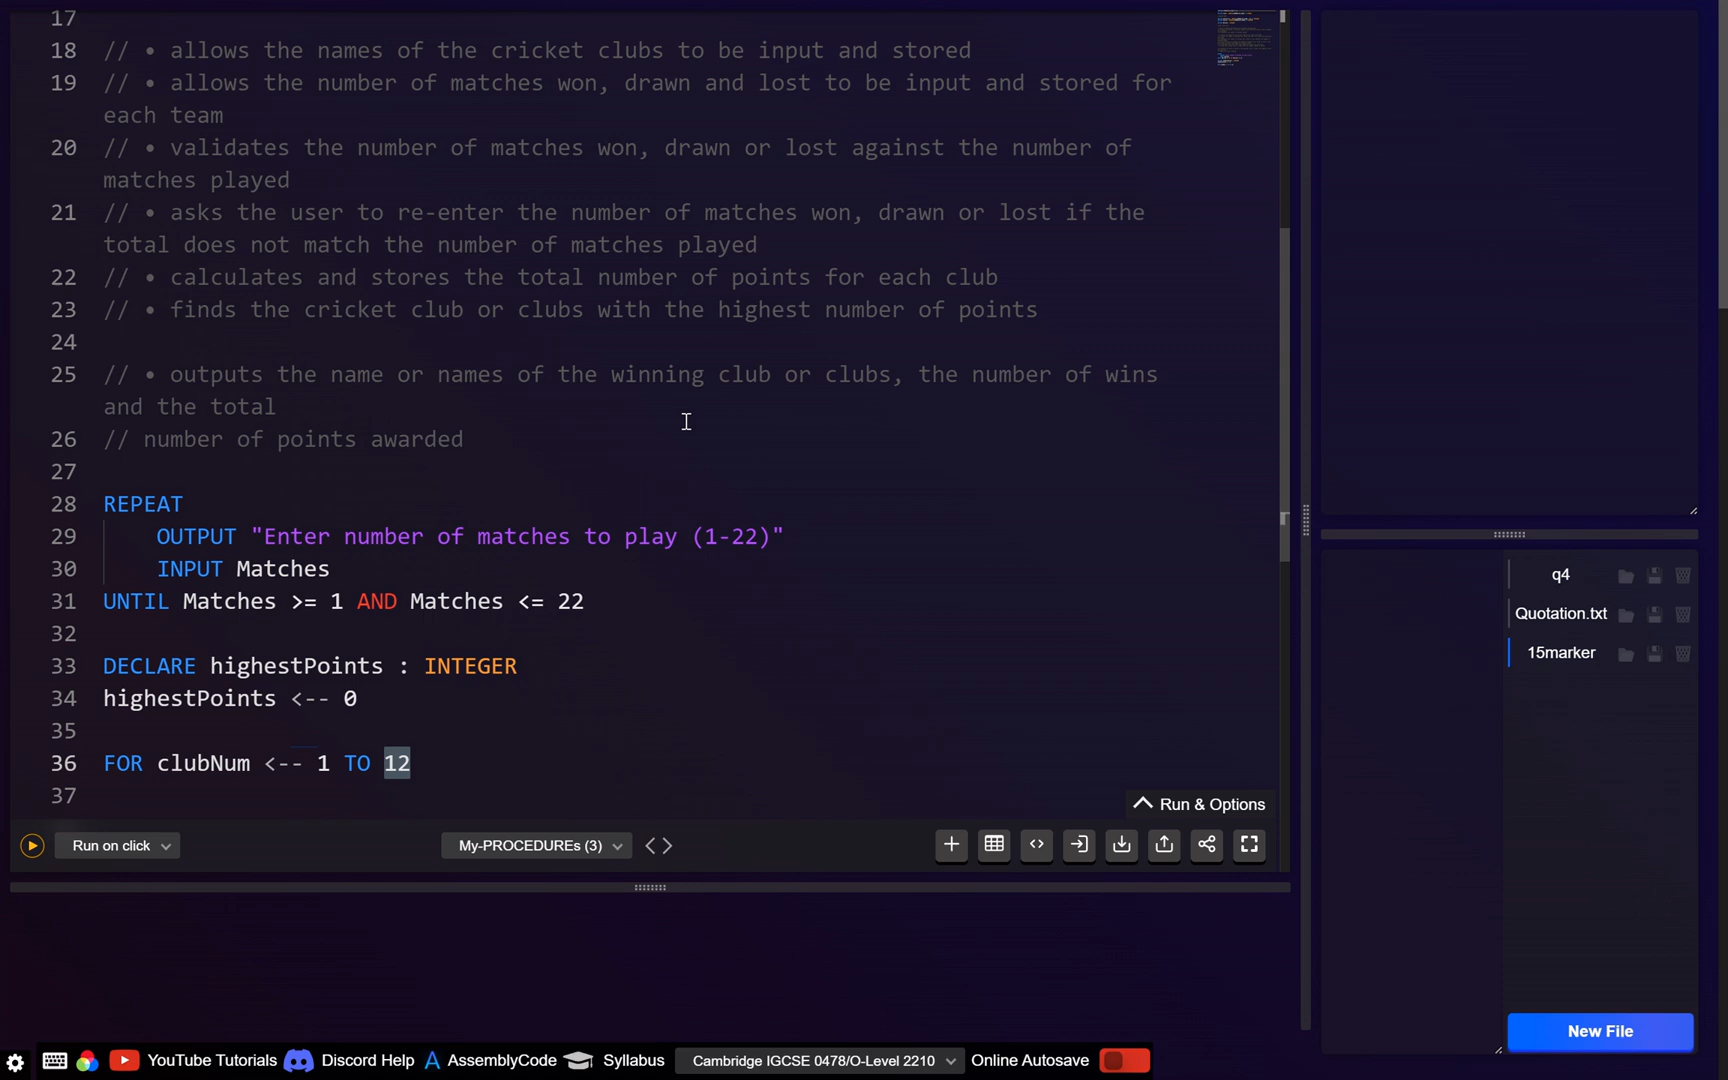 17
18 // • allows the names of the cricket clubs to be input and stored
19 // • allows the number of matches won, drawn and lost to be input and stored for
each team
20 // • validates the number of matches won, drawn or lost against the number of
matches played
21 // • asks the user to re-enter the number of matches won, drawn or lost if the
total does not match the number of matches played
22 // • calculates and stores the total number of points for each club
23 // • finds the cricket club or clubs with the highest number of points
24
25 // • outputs the name or names of the winning club or clubs, the number of wins
and the total
26 // number of points awarded
27
28 REPEAT
29 OUTPUT "Enter number of matches to play (1-22)"
30 INPUT Matches
31 UNTIL Matches >= 1 AND Matches <= 22
32
33 DECLARE highestPoints : INTEGER
34 highestPoints <-- 0
35
36 FOR clubNum <-- 1 TO 12
37
Run & Options
Run on click
My-PROCEDUREs (3)
q4
Quotation.txt
15marker
New File
YouTube Tutorials
Discord Help
AssemblyCode
Syllabus
Cambridge IGCSE 0478/O-Level 2210
Online Autosave